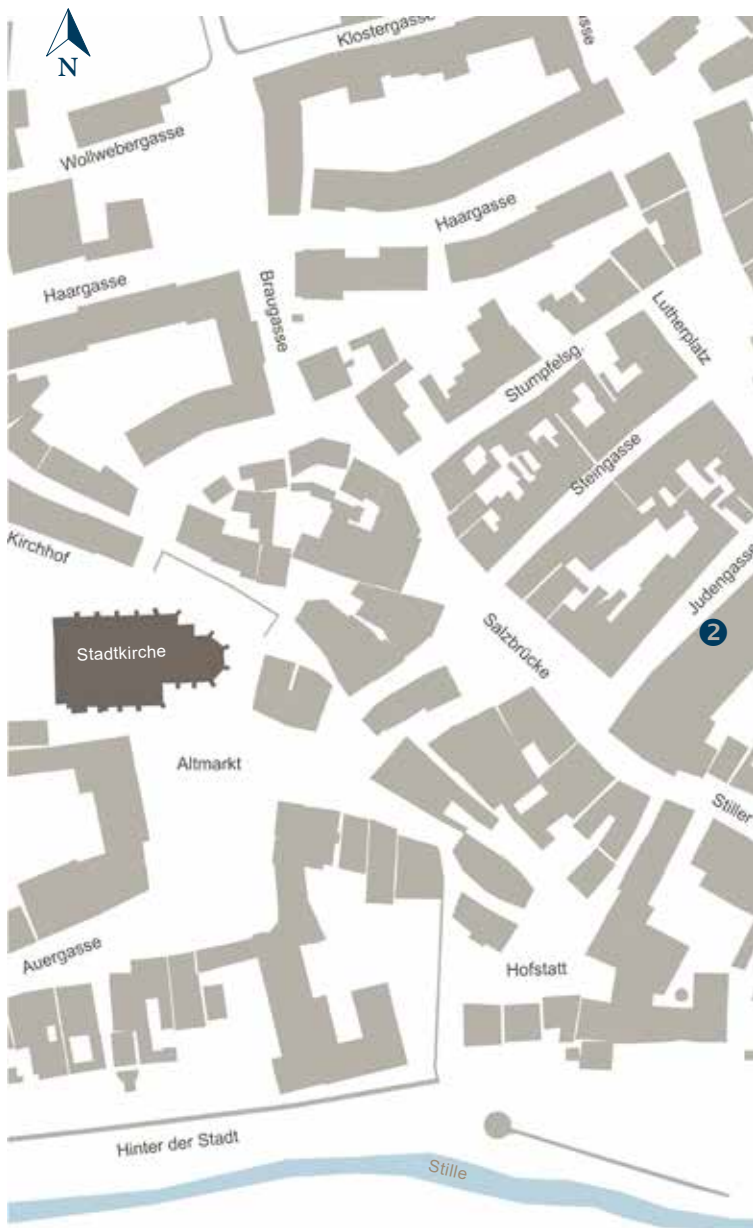 N
Klostergasse
asse
Wollwebergasse
Haargasse
Haargasse
Braugasse
Lutherplatz
Stumpfelsg.
Steingasse
Kirchhof
Judengasse
2
Stadtkirche
Salzbrücke
Altmarkt
Stiller
Auergasse
Hofstatt
Hinter der Stadt
Stille